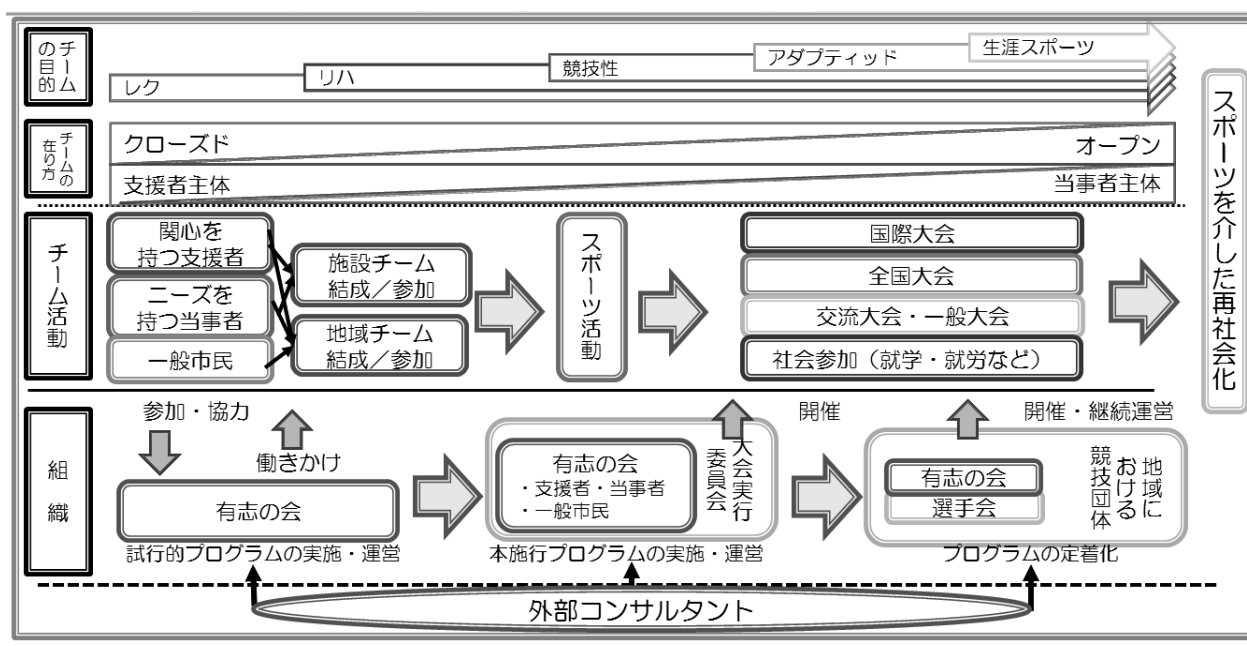 チーム
の目的
レク
リハ
競技性
アダプティッド
生涯スポーツ
チームの
在り方
クローズド
オープン
支援者主体
当事者主体
チーム活動
関心を
持つ支援者
ニーズを
持つ当事者
一般市民
施設チーム
結成／参加
地域チーム
結成／参加
スポーツ活動
国際大会
全国大会
交流大会・一般大会
社会参加（就学・就労など）
スポーツを介した再社会化
組織
参加・協力
働きかけ
有志の会
試行的プログラムの実施・運営
有志の会
・支援者・当事者
・一般市民
大会実行
委員会
本施行プログラムの実施・運営
開催
有志の会
選手会
地域に
おける
競技団体
開催・継続運営
プログラムの定着化
外部コンサルタント